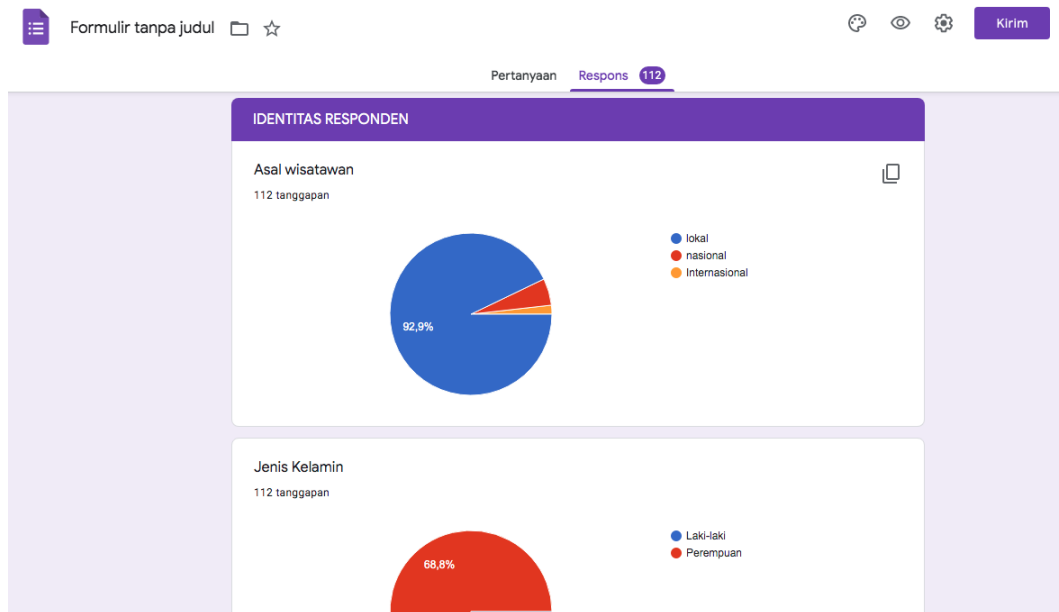 Formulir tanpa judul
Kirim
Pertanyaan Respons 112
IDENTITAS RESPONDEN
Asal wisatawan
112 tanggapan
lokal
nasional
Internasional
92,9%
Jenis Kelamin
112 tanggapan
Laki-laki
Perempuan
68,8%